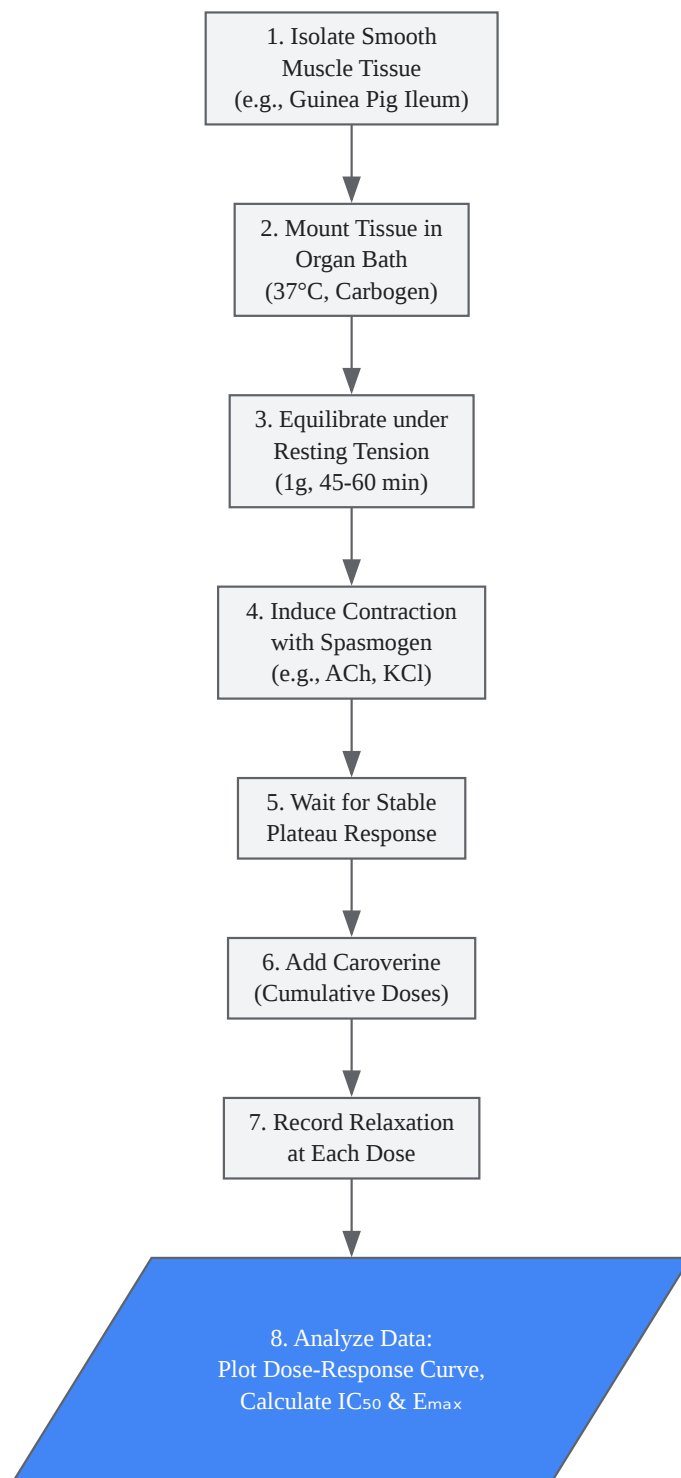 1. Isolate Smooth
Muscle Tissue
(e.g., Guinea Pig Ileum)
2. Mount Tissue in
Organ Bath
(37°C, Carbogen)
3. Equilibrate under
Resting Tension
(1g, 45-60 min)
4. Induce Contraction
with Spasmogen
(e.g., ACh, KCl)
5. Wait for Stable
Plateau Response
6. Add Caroverine
(Cumulative Doses)
7. Record Relaxation
at Each Dose
8. Analyze Data:
Plot Dose-Response Curve,
Calculate IC₅₀ & Eₘₐₓ